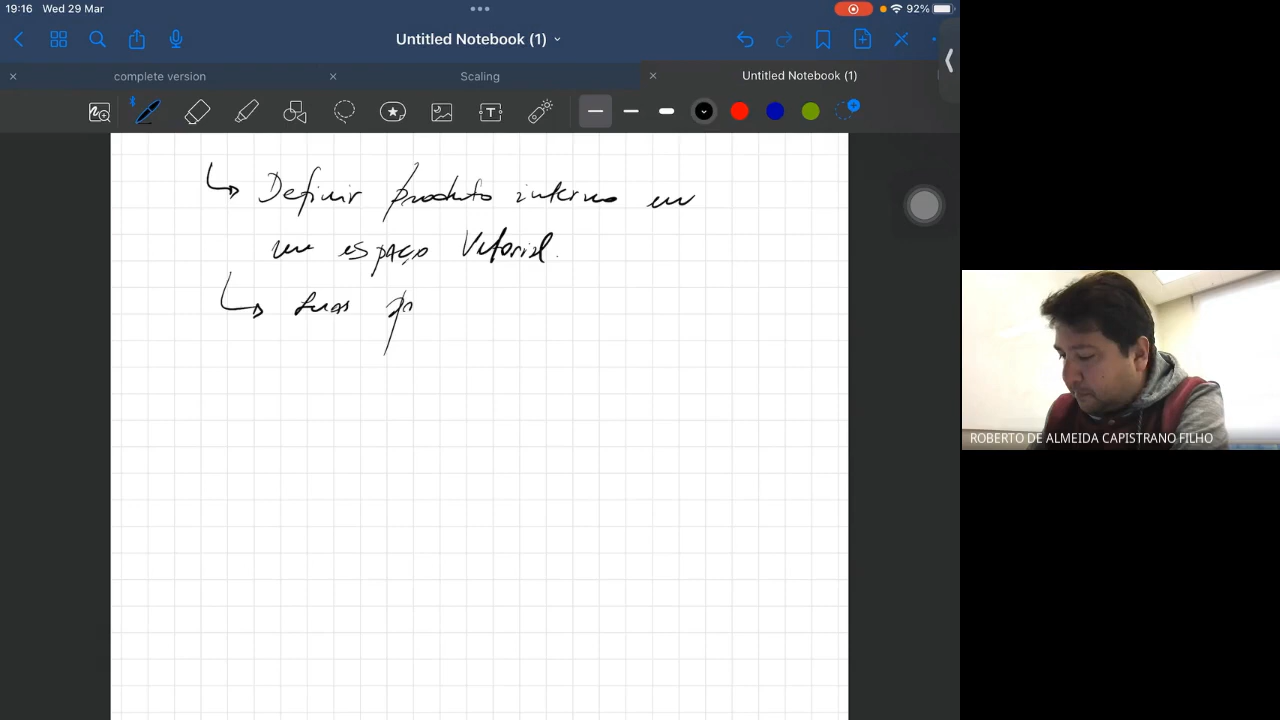 19:16 Wed 29 Mar
92%
Untitled Notebook (1)
complete version
Scaling
Untitled Notebook (1)
Definir produto interno em
um espaço Vetorial.
suas
ROBERTO DE ALMEIDA CAPISTRANO FILHO